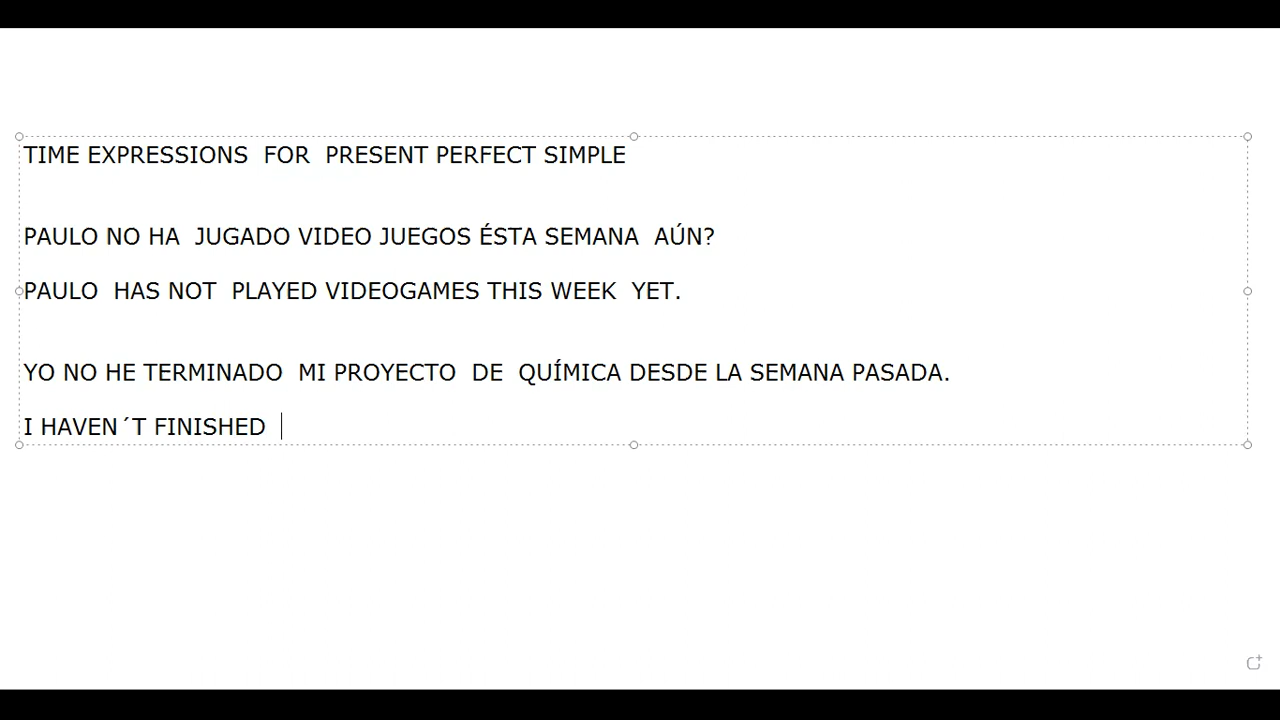 TIME EXPRESSIONS  FOR  PRESENT PERFECT SIMPLE
PAULO NO HA  JUGADO VIDEO JUEGOS ÉSTA SEMANA  AÚN?
PAULO  HAS NOT  PLAYED VIDEOGAMES THIS WEEK  YET.
YO NO HE TERMINADO  MI PROYECTO  DE  QUÍMICA DESDE LA SEMANA PASADA.
I HAVEN´T FINISHED